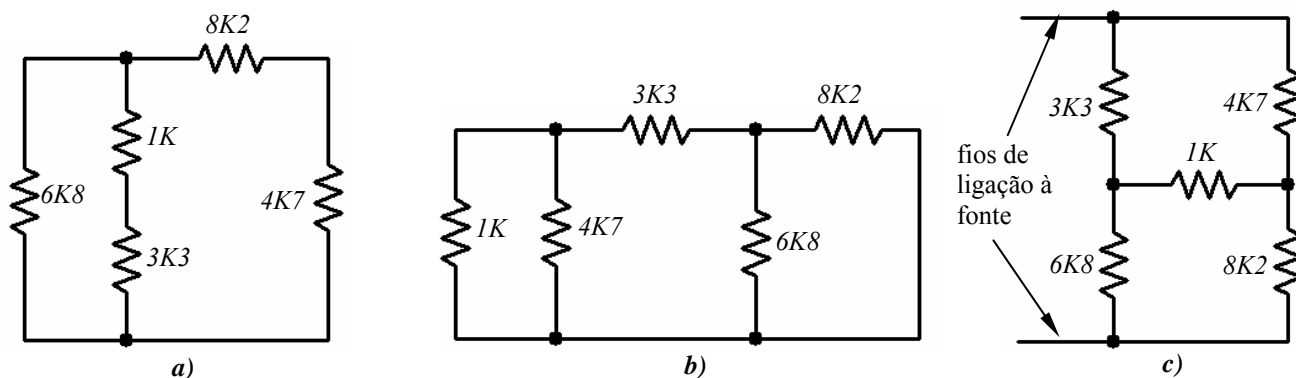 8K2
1K
6K8
4K7
3K3
a)
3K3
8K2
1K
4K7
6K8
b)
3K3
4K7
fios de
ligação à
fonte
1K
6K8
8K2
c)